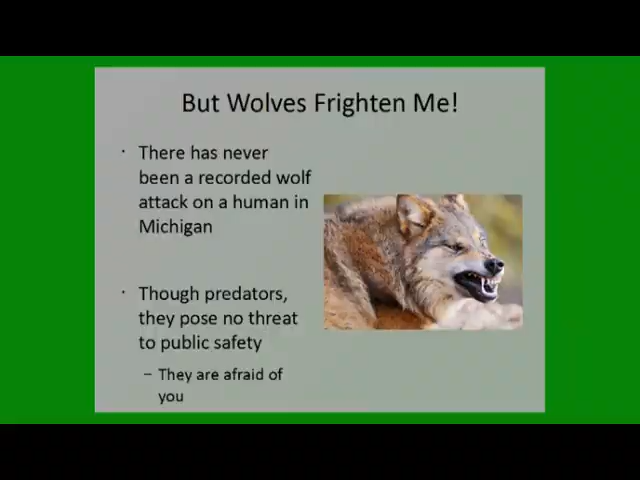 But Wolves Frighten Me!
· There has never
been a recorded wolf
attack on a human in
Michigan
· Though predators,
they pose no threat
to public safety
– They are afraid of
you